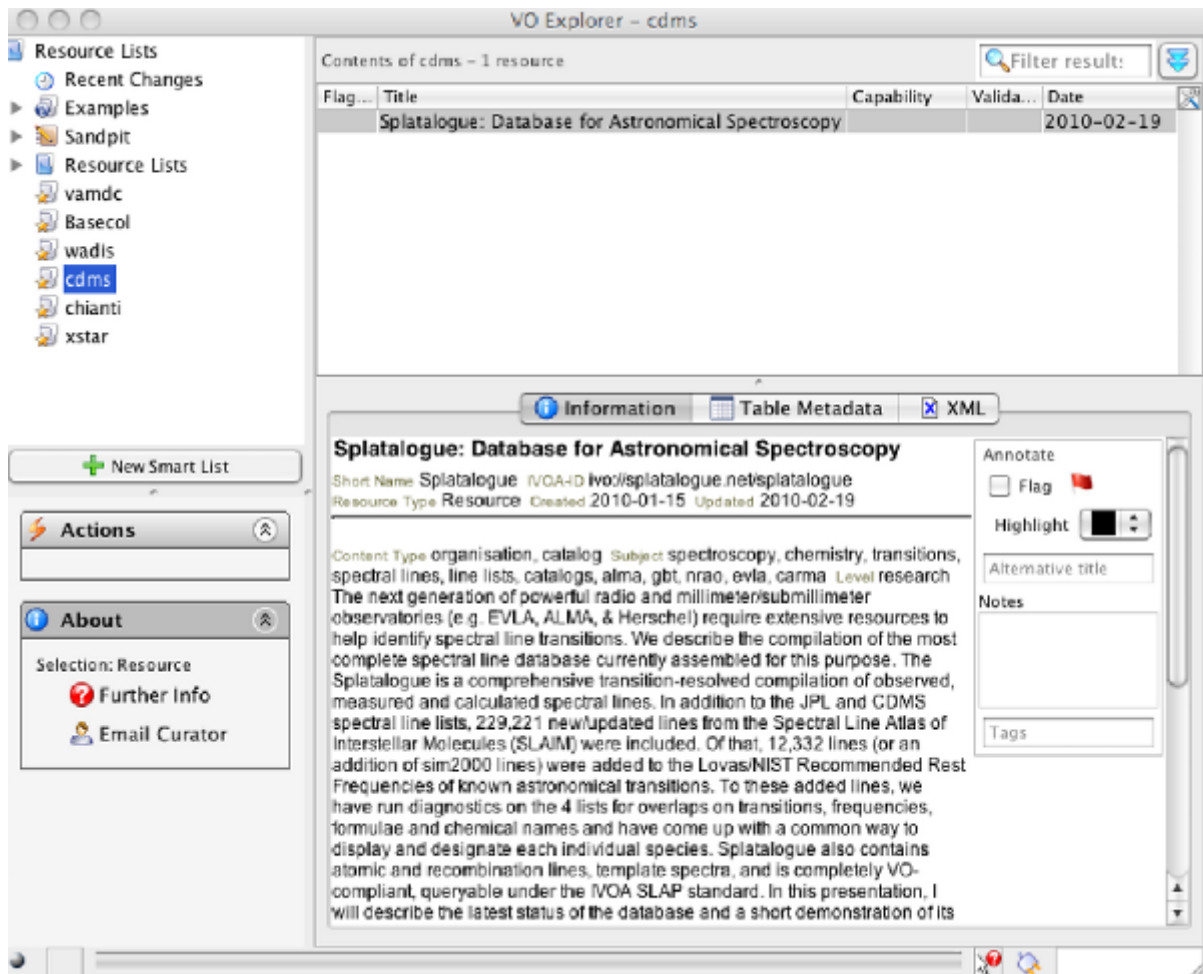 VO Explorer – cdms
Resource Lists
Recent Changes
Examples
Sandpit
Resource Lists
vamdc
Basecol
wadis
cdms
chianti
xstar
New Smart List
Actions
About
Selection: Resource
Further Info
Email Curator
Contents of cdms – 1 resource
Filter result:
Flag... Title Capability Valida... Date
Splatalogue: Database for Astronomical Spectroscopy 2010-02-19
Information Table Metadata XML
Splatalogue: Database for Astronomical Spectroscopy
Short Name Splatalogue IVOA-ID ivo://splatalogue.net/splatalogue
Resource Type Resource Created 2010-01-15 Updated 2010-02-19
Content Type organisation, catalog Subject spectroscopy, chemistry, transitions,
spectral lines, line lists, catalogs, alma, gbt, nrao, evla, carma Level research
The next generation of powerful radio and millimeter/submillimeter
observatories (e.g. EVLA, ALMA, & Herschel) require extensive resources to
help identify spectral line transitions. We describe the compilation of the most
complete spectral line database currently assembled for this purpose. The
Splatalogue is a comprehensive transition-resolved compilation of observed,
measured and calculated spectral lines. In addition to the JPL and CDMS
spectral line lists, 229,221 new/updated lines from the Spectral Line Atlas of
Interstellar Molecules (SLAIM) were included. Of that, 12,332 lines (or an
addition of sim2000 lines) were added to the Lovas/NIST Recommended Rest
Frequencies of known astronomical transitions. To these added lines, we
have run diagnostics on the 4 lists for overlaps on transitions, frequencies,
formulae and chemical names and have come up with a common way to
display and designate each individual species. Splatalogue also contains
atomic and recombination lines, template spectra, and is completely VO-
compliant, queryable under the IVOA SLAP standard. In this presentation, I
will describe the latest status of the database and a short demonstration of its
Annotate
Flag
Highlight
Alternative title
Notes
Tags